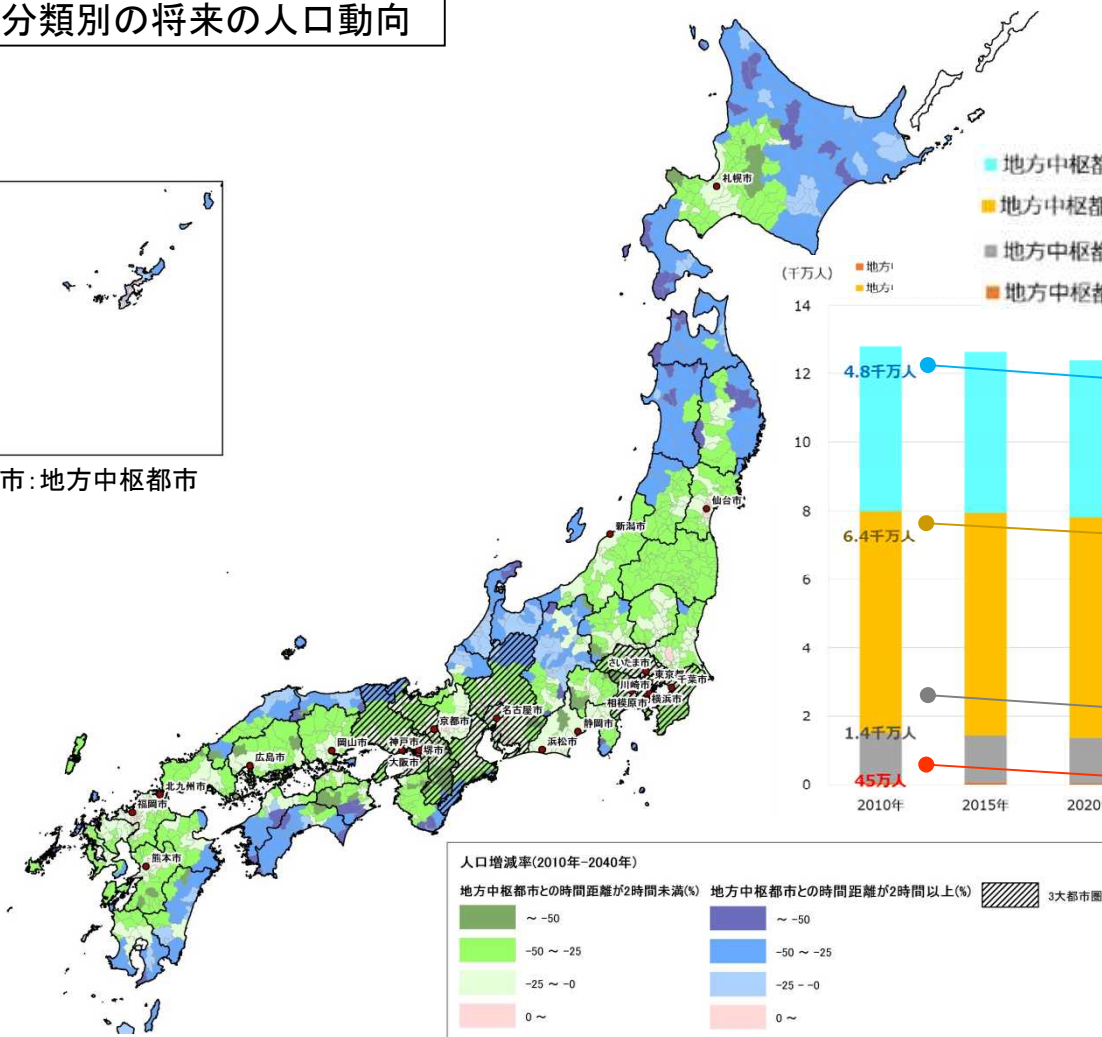 分類別の将来の人口動向
市：地方中枢都市
札幌市
仙台市
新潟市
さいたま市
東京都
千葉市
川崎市
相模原市
横浜市
名古屋市
静岡市
浜松市
京都市
神戸市
堺市
大阪市
岡山市
広島市
北九州市
福岡市
熊本市
地方中枢都
地方中枢都
地方中枢都
地方中枢都
(千万人)
地方
地方
14
12
10
8
6
4
2
0
4.8千万人
6.4千万人
1.4千万人
45万人
2010年
2015年
2020
人口増減率(2010年-2040年)
地方中枢都市との時間距離が2時間未満(%)
～ -50
-50 ～ -25
-25 ～ -0
0 ～
地方中枢都市との時間距離が2時間以上(%)
～ -50
-50 ～ -25
-25 - -0
0 ～
3大都市圏